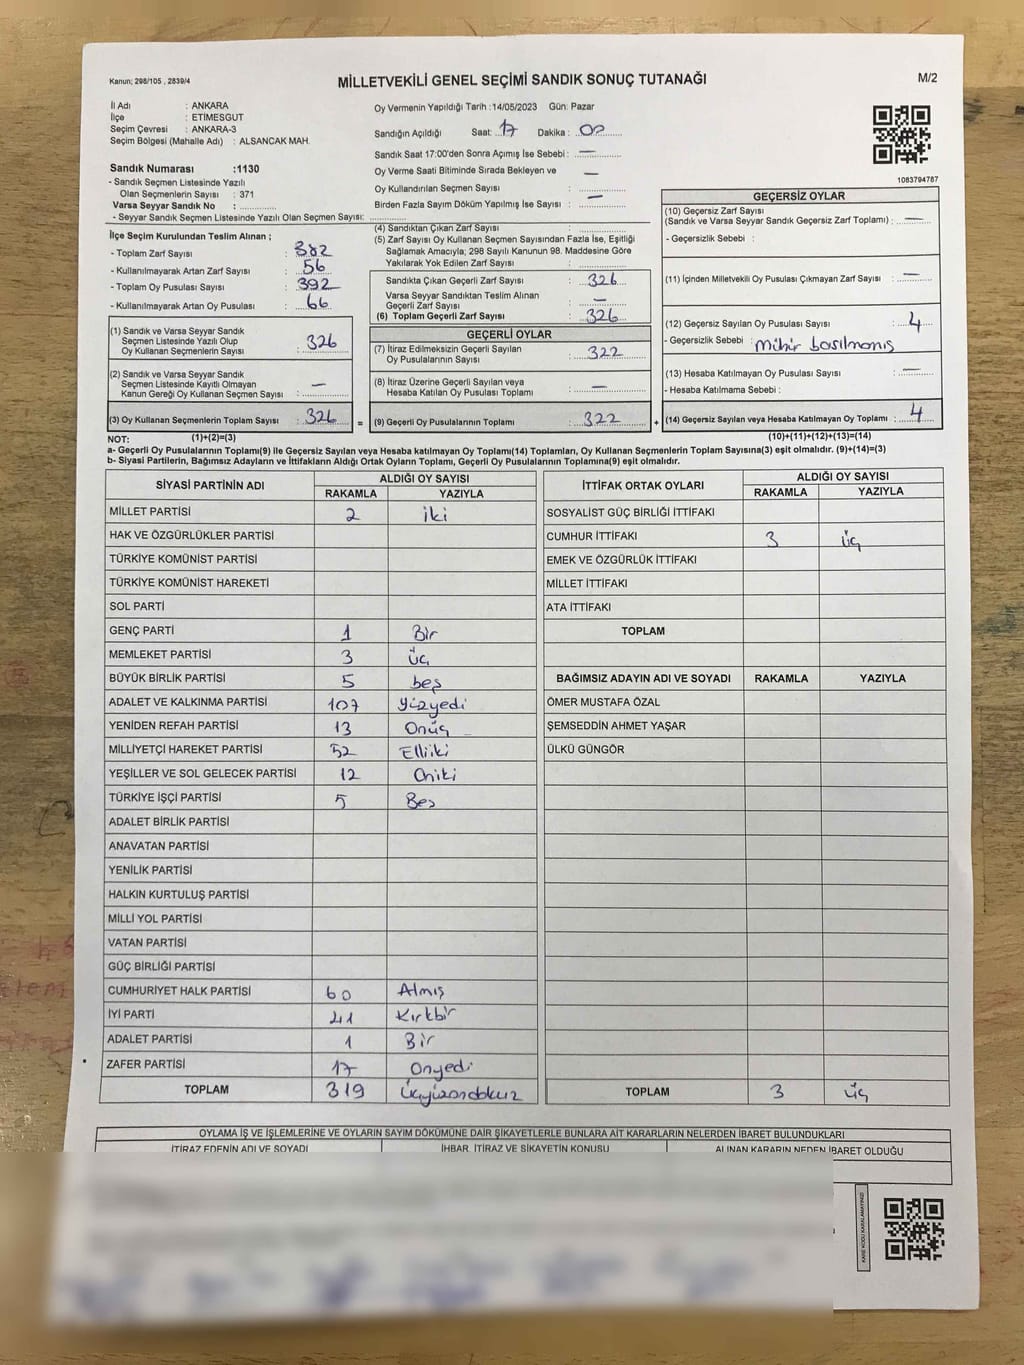 Kanun; 298/105 , 2839/4
MİLLETVEKİLİ GENEL SEÇİMİ SANDIK SONUÇ TUTANAĞI
M/2
İl Adı : ANKARA
İlçe : ETİMESGUT
Seçim Çevresi : ANKARA-3
Seçim Bölgesi (Mahalle Adı) : ALSANCAK MAH.
Sandık Numarası :1130
- Sandık Seçmen Listesinde Yazılı
Olan Seçmenlerin Sayısı : 371
Varsa Seyyar Sandık No :
- Seyyar Sandık Seçmen Listesinde Yazılı Olan Seçmen Sayısı:
Oy Vermenin Yapıldığı Tarih :14/05/2023 Gün: Pazar
Sandığın Açıldığı Saat: 17 Dakika : 00
Sandık Saat 17:00'den Sonra Açımış İse Sebebi : —
Oy Verme Saati Bitiminde Sırada Bekleyen ve
Oy Kullandırılan Seçmen Sayısı : —
Birden Fazla Sayım Döküm Yapılmış İse Sayısı : —
1083794787
İlçe Seçim Kurulundan Teslim Alınan ;
- Toplam Zarf Sayısı : 382
- Kullanılmayarak Artan Zarf Sayısı : 56
- Toplam Oy Pusulası Sayısı : 392
- Kullanılmayarak Artan Oy Pusulası : 66
(1) Sandık ve Varsa Seyyar Sandık
Seçmen Listesinde Yazılı Olup
Oy Kullanan Seçmenlerin Sayısı : 326
(2) Sandık ve Varsa Seyyar Sandık
Seçmen Listesinde Kayıtlı Olmayan
Kanun Gereği Oy Kullanan Seçmen Sayısı : —
(3) Oy Kullanan Seçmenlerin Toplam Sayısı : 326
(1)+(2)=(3)
(4) Sandıktan Çıkan Zarf Sayısı :
(5) Zarf Sayısı Oy Kullanan Seçmen Sayısından Fazla İse, Eşitliği
Sağlamak Amacıyla; 298 Sayılı Kanunun 98. Maddesine Göre
Yakılarak Yok Edilen Zarf Sayısı :
Sandıkta Çıkan Geçerli Zarf Sayısı : 326
Varsa Seyyar Sandıktan Teslim Alınan
Geçerli Zarf Sayısı : —
(6) Toplam Geçerli Zarf Sayısı : 326
GEÇERLİ OYLAR
(7) İtiraz Edilmeksizin Geçerli Sayılan
Oy Pusulalarının Sayısı : 322
(8) İtiraz Üzerine Geçerli Sayılan veya
Hesaba Katılan Oy Pusulası Toplamı : —
= (9) Geçerli Oy Pusulalarının Toplamı : 322 +
GEÇERSİZ OYLAR
(10) Geçersiz Zarf Sayısı
(Sandık ve Varsa Seyyar Sandık Geçersiz Zarf Toplamı) : —
- Geçersizlik Sebebi :
(11) İçinden Milletvekili Oy Pusulası Çıkmayan Zarf Sayısı : —
(12) Geçersiz Sayılan Oy Pusulası Sayısı : 4
- Geçersizlik Sebebi : Mühür basılmamış
(13) Hesaba Katılmayan Oy Pusulası Sayısı : —
- Hesaba Katılmama Sebebi :
(14) Geçersiz Sayılan veya Hesaba Katılmayan Oy Toplamı : 4
(10)+(11)+(12)+(13)=(14)
NOT:
a- Geçerli Oy Pusulalarının Toplamı(9) ile Geçersiz Sayılan veya Hesaba katılmayan Oy Toplamı(14) Toplamları, Oy Kullanan Seçmenlerin Toplam Sayısına(3) eşit olmalıdır. (9)+(14)=(3)
b- Siyasi Partilerin, Bağımsız Adayların ve İttifakların Aldığı Ortak Oyların Toplamı, Geçerli Oy Pusulalarının Toplamına(9) eşit olmalıdır.
SİYASİ PARTİNİN ADI ALDIĞI OY SAYISI
RAKAMLA YAZIYLA
MİLLET PARTİSİ 2 iki
HAK VE ÖZGÜRLÜKLER PARTİSİ
TÜRKİYE KOMÜNİST PARTİSİ
TÜRKİYE KOMÜNİST HAREKETİ
SOL PARTİ
GENÇ PARTİ 1 Bir
MEMLEKET PARTİSİ 3 Üç
BÜYÜK BİRLİK PARTİSİ 5 beş
ADALET VE KALKINMA PARTİSİ 107 yüzyedi
YENİDEN REFAH PARTİSİ 13 Onüç
MİLLİYETÇİ HAREKET PARTİSİ 52 Elliiki
YEŞİLLER VE SOL GELECEK PARTİSİ 12 Oniki
TÜRKİYE İŞÇİ PARTİSİ 5 Beş
ADALET BİRLİK PARTİSİ
ANAVATAN PARTİSİ
YENİLİK PARTİSİ
HALKIN KURTULUŞ PARTİSİ
MİLLİ YOL PARTİSİ
VATAN PARTİSİ
GÜÇ BİRLİĞİ PARTİSİ
CUMHURİYET HALK PARTİSİ 60 Almış
İYİ PARTİ 41 Kırkbir
ADALET PARTİSİ 1 Bir
ZAFER PARTİSİ 17 Onyedi
TOPLAM 319 Üçyüzondokuz
İTTİFAK ORTAK OYLARI ALDIĞI OY SAYISI
RAKAMLA YAZIYLA
SOSYALİST GÜÇ BİRLİĞİ İTTİFAKI
CUMHUR İTTİFAKI 3 üç
EMEK VE ÖZGÜRLÜK İTTİFAKI
MİLLET İTTİFAKI
ATA İTTİFAKI
TOPLAM
BAĞIMSIZ ADAYIN ADI VE SOYADI RAKAMLA YAZIYLA
ÖMER MUSTAFA ÖZAL
ŞEMSEDDİN AHMET YAŞAR
ÜLKÜ GÜNGÖR
TOPLAM 3 üç
OYLAMA İŞ VE İŞLEMLERİNE VE OYLARIN SAYIM DÖKÜMÜNE DAİR ŞİKAYETLERLE BUNLARA AİT KARARLARIN NELERDEN İBARET BULUNDUKLARI
İTİRAZ EDENİN ADI VE SOYADI İHBAR, İTİRAZ VE ŞİKAYETİN KONUSU ALINAN KARARIN NEDEN İBARET OLDUĞU
KARE KODU KARALAMAYINIZ!